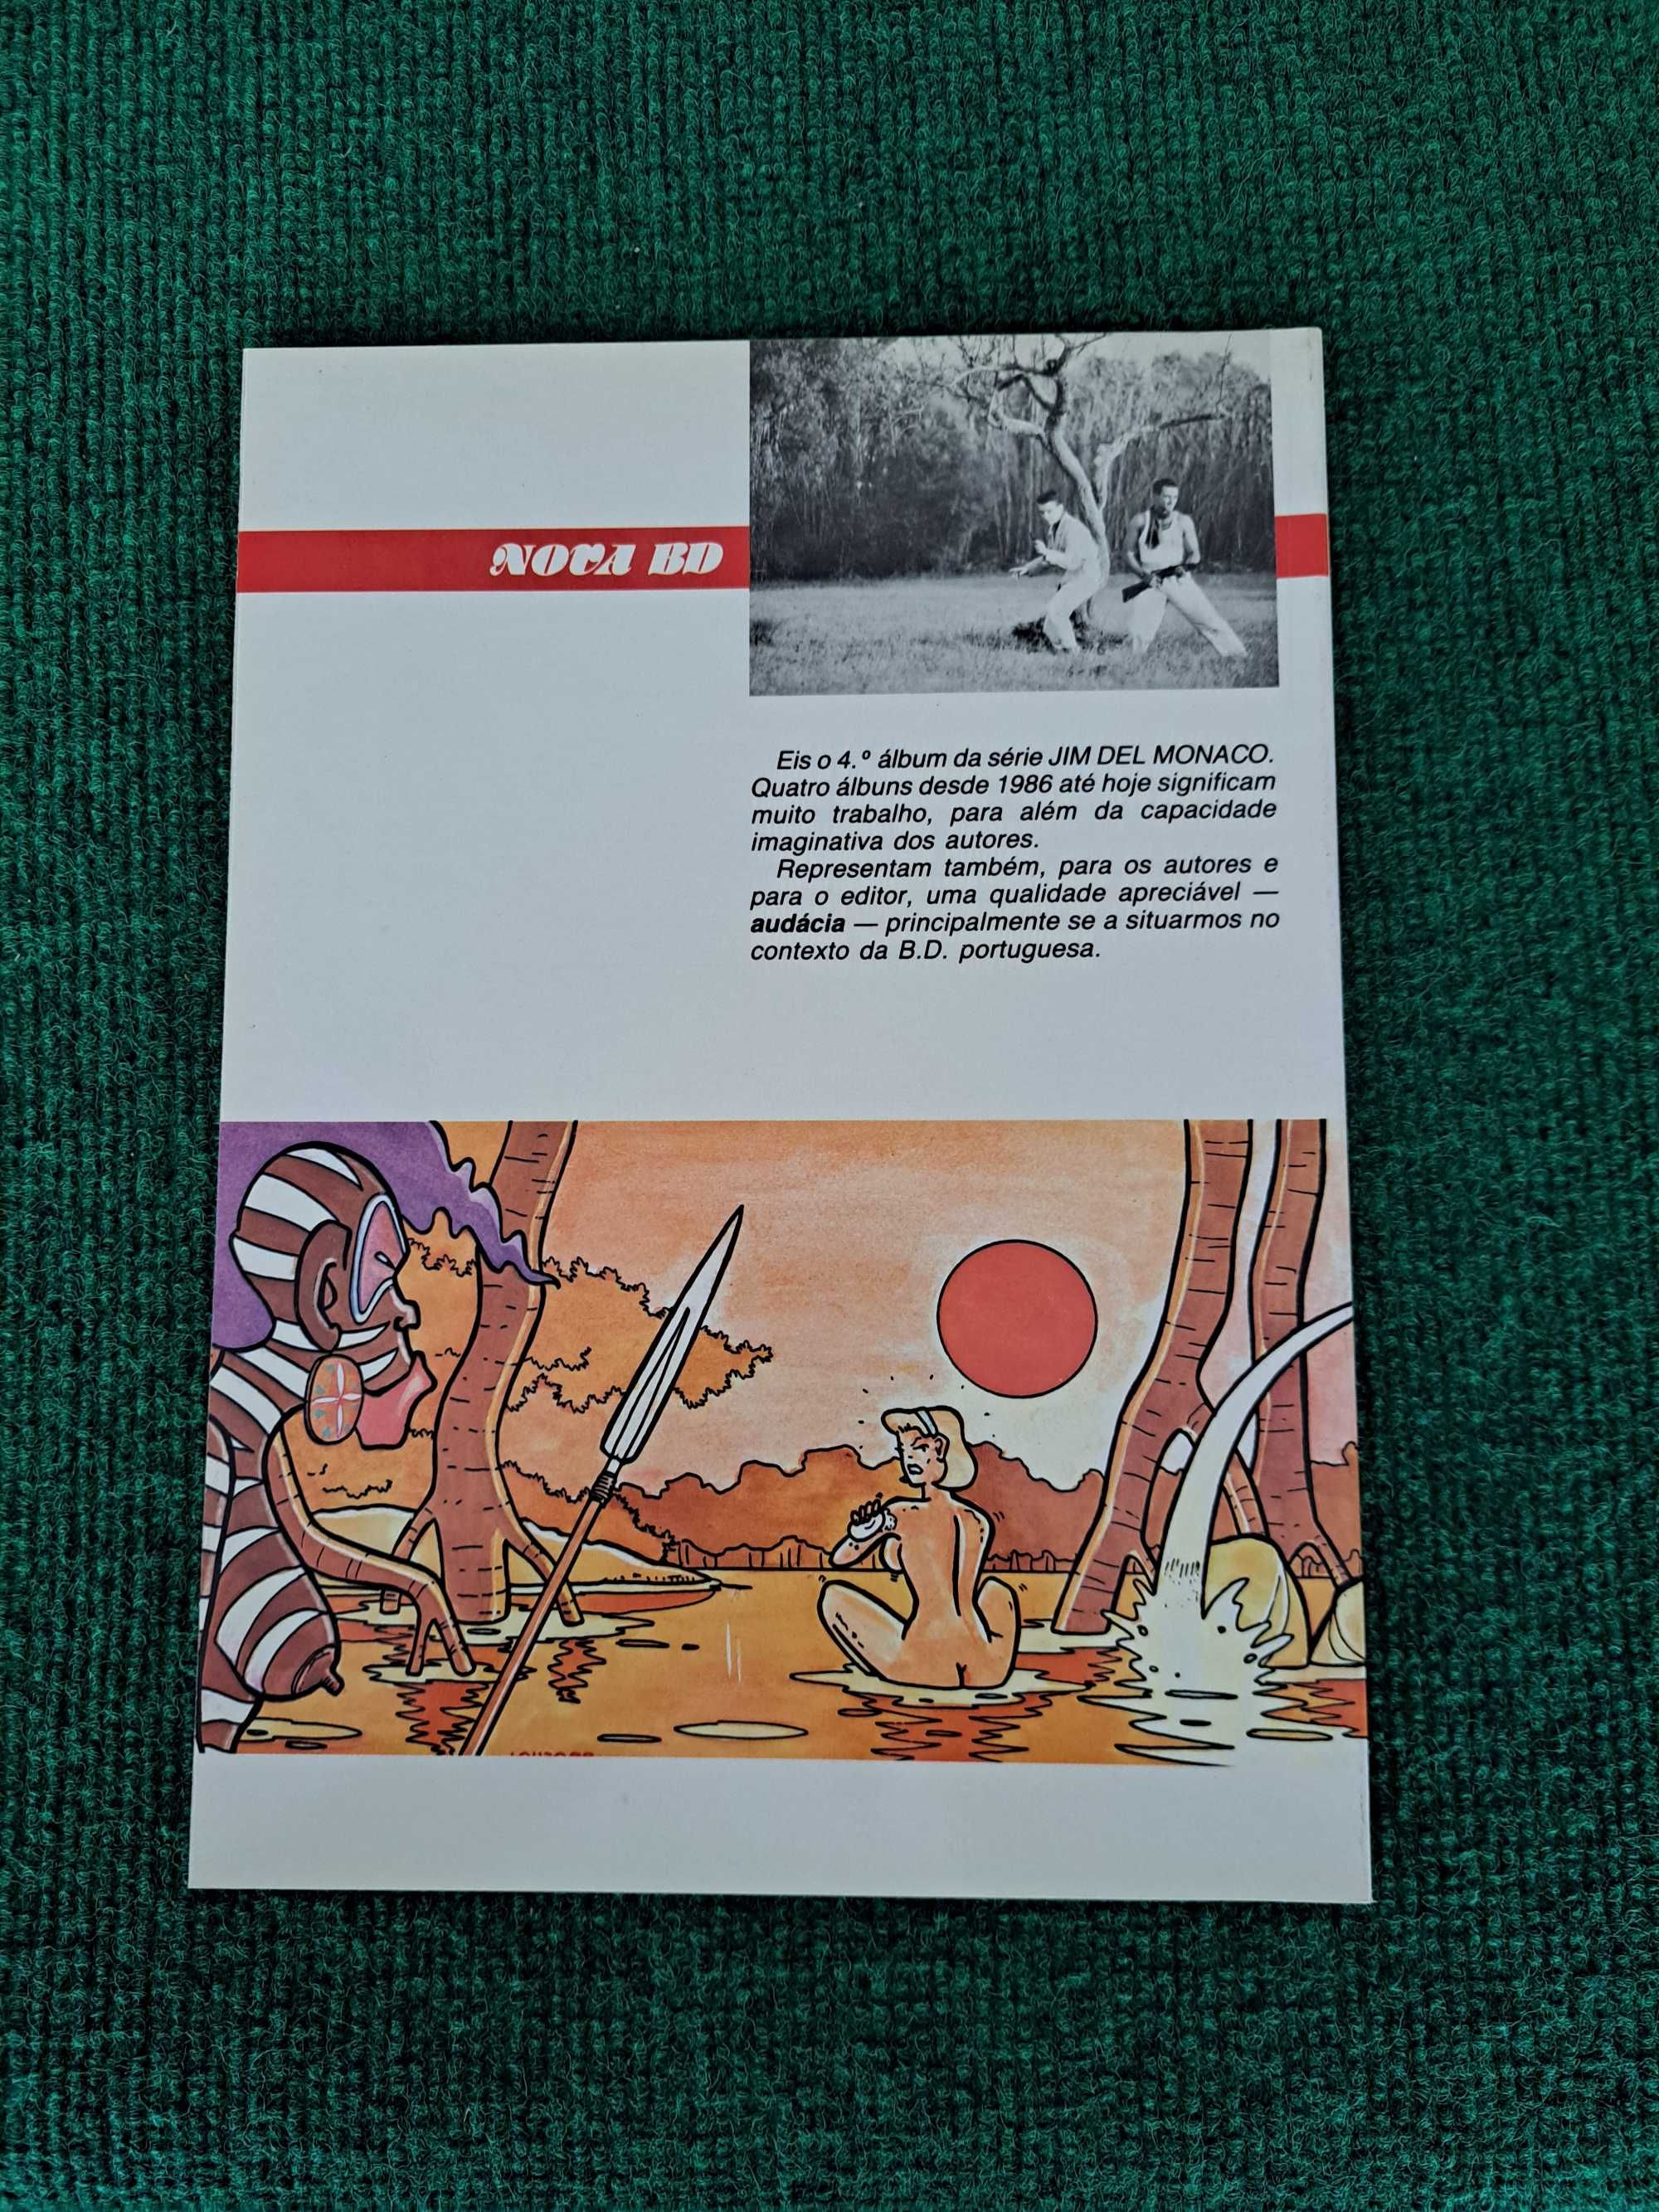 NOVA BD
Eis o 4.º álbum da série JIM DEL MONACO.
Quatro álbuns desde 1986 até hoje significam
muito trabalho, para além da capacidade
imaginativa dos autores.
Representam também, para os autores e
para o editor, uma qualidade apreciável —
audácia — principalmente se a situarmos no
contexto da B.D. portuguesa.